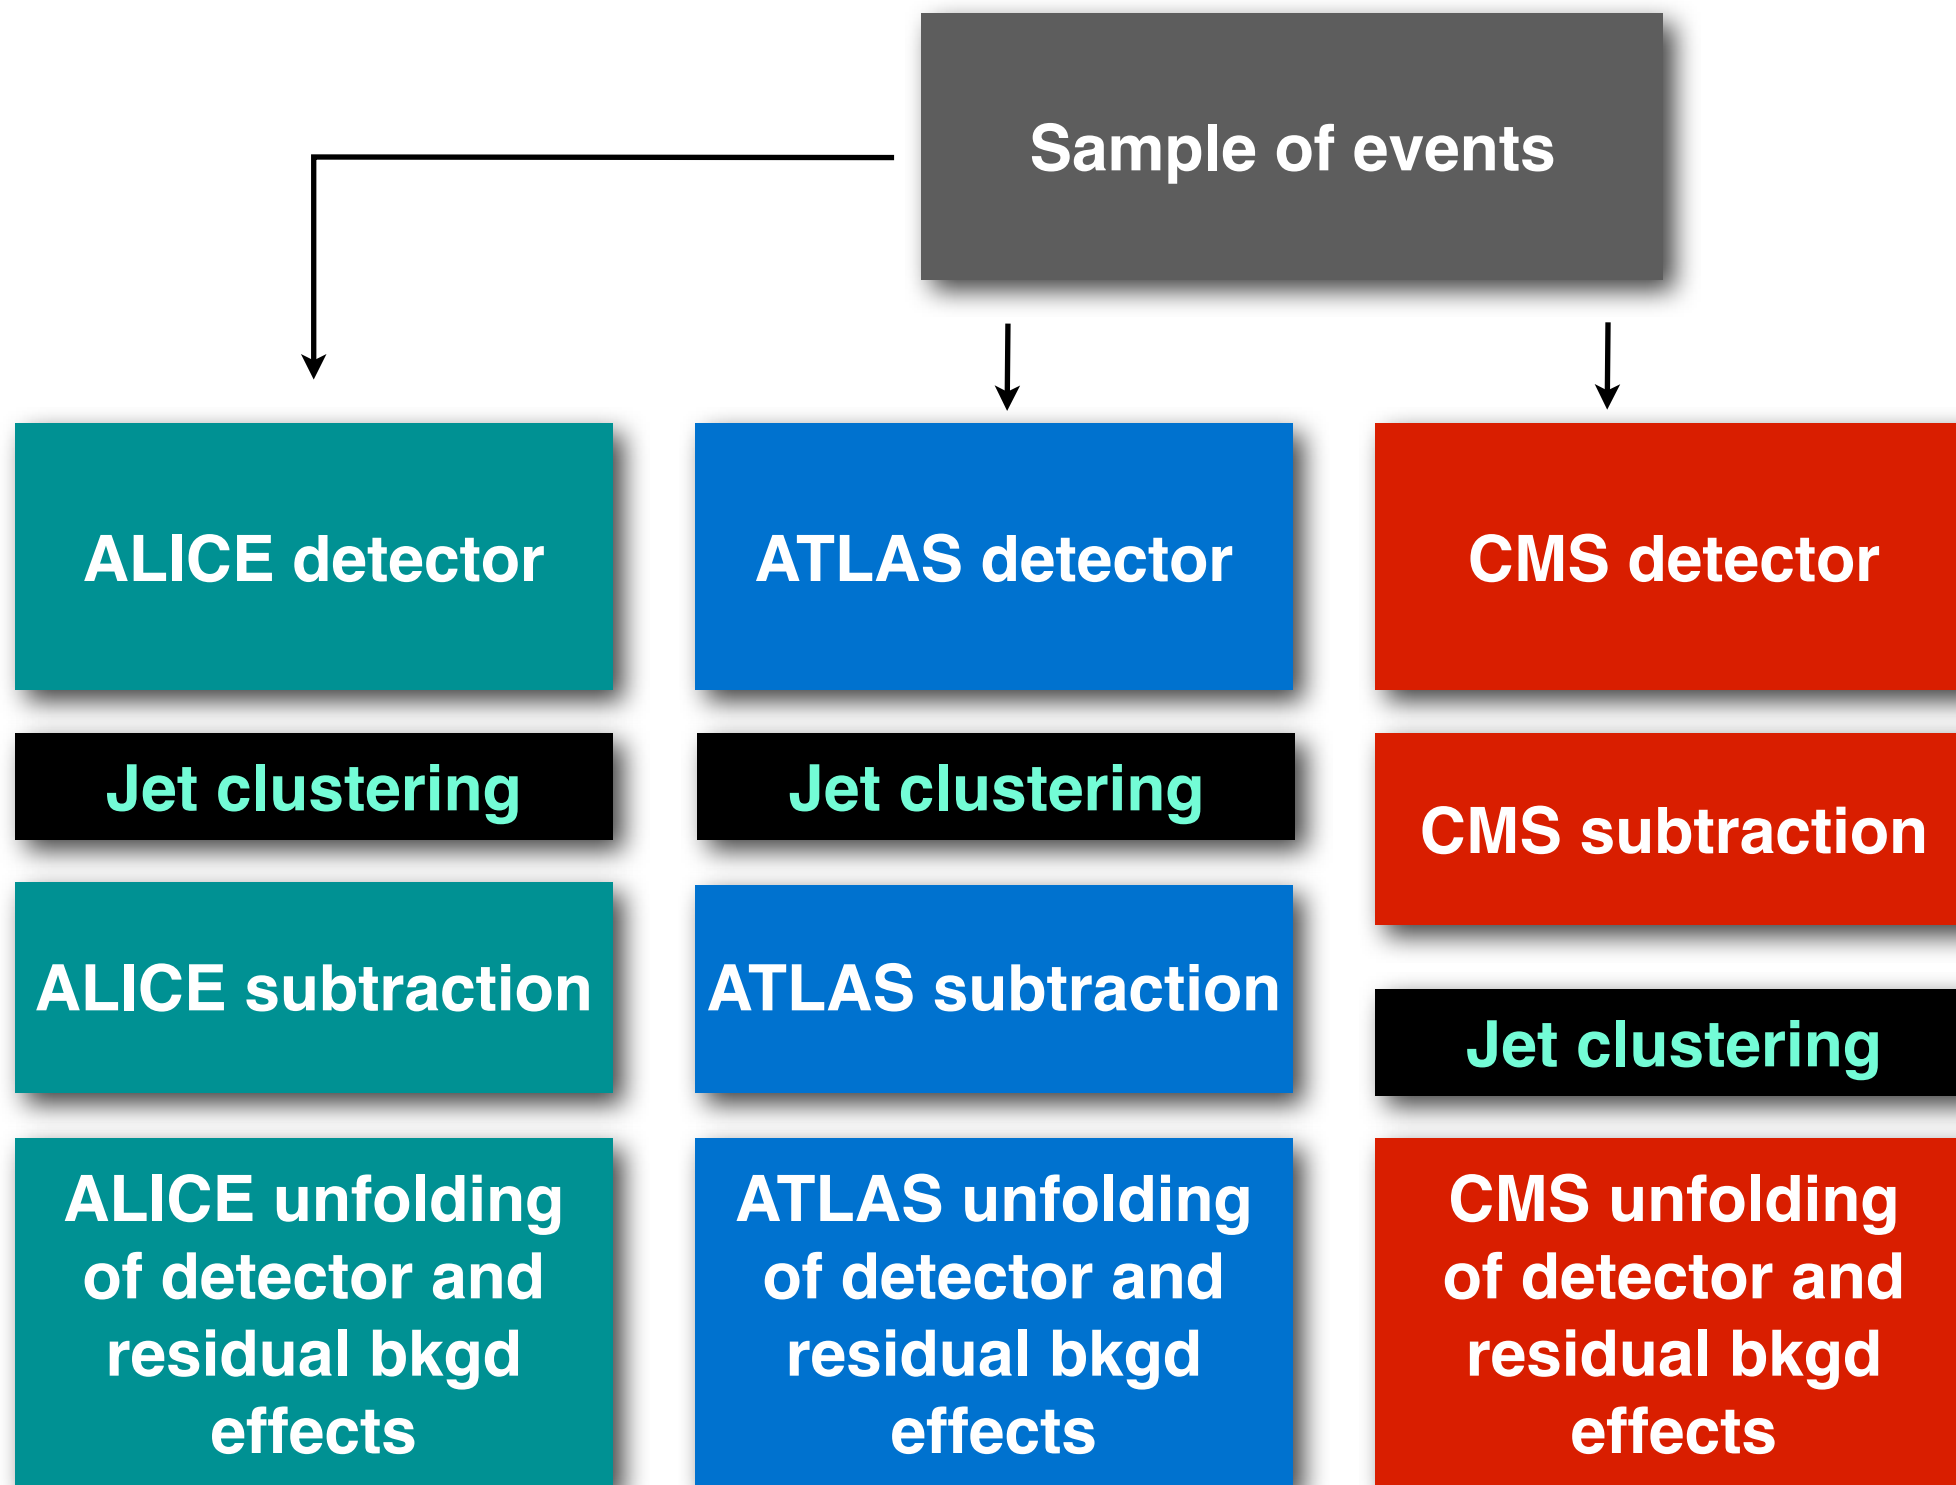 Sample of events
ALICE detector
ATLAS detector
CMS detector
Jet clustering
Jet clustering
CMS subtraction
ALICE subtraction
ATLAS subtraction
Jet clustering
ALICE unfolding
of detector and
residual bkgd
effects
ATLAS unfolding
of detector and
residual bkgd
effects
CMS unfolding
of detector and
residual bkgd
effects